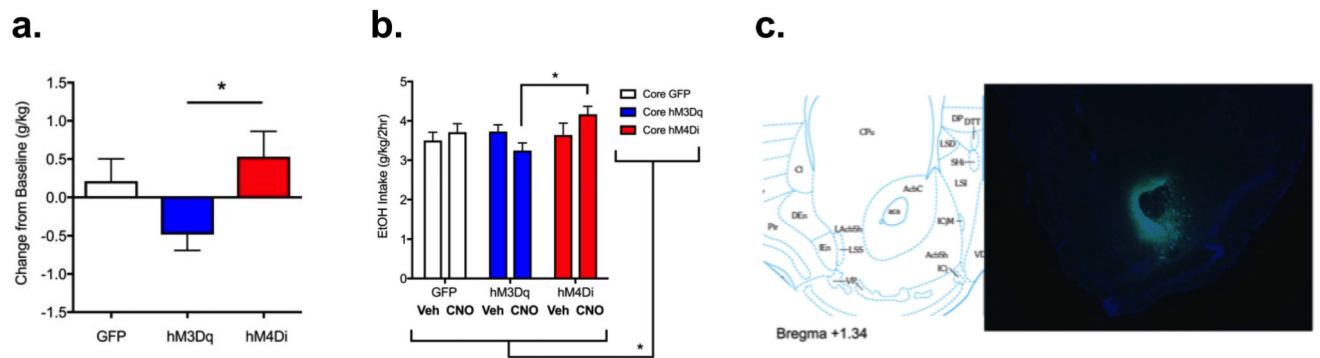 a.
b.
c.
Change from Baseline (g/kg)
1.5
1.0
0.5
0.0
-0.5
-1.0
-1.5
*
GFP
hM3Dq
hM4Di
EtOH Intake (g/kg/2hr)
5
4
3
2
1
0
*
Core GFP
Core hM3Dq
Core hM4Di
GFP
hM3Dq
hM4Di
Veh CNO
Veh CNO
Veh CNO
*
CPu
DP
DTT
LSD
SHi
Cl
LSI
AcbC
aca
DEn
ICjM
LAcbSh
Pir
IEn
LSS
AcbSh
ICj
VP
Bregma +1.34